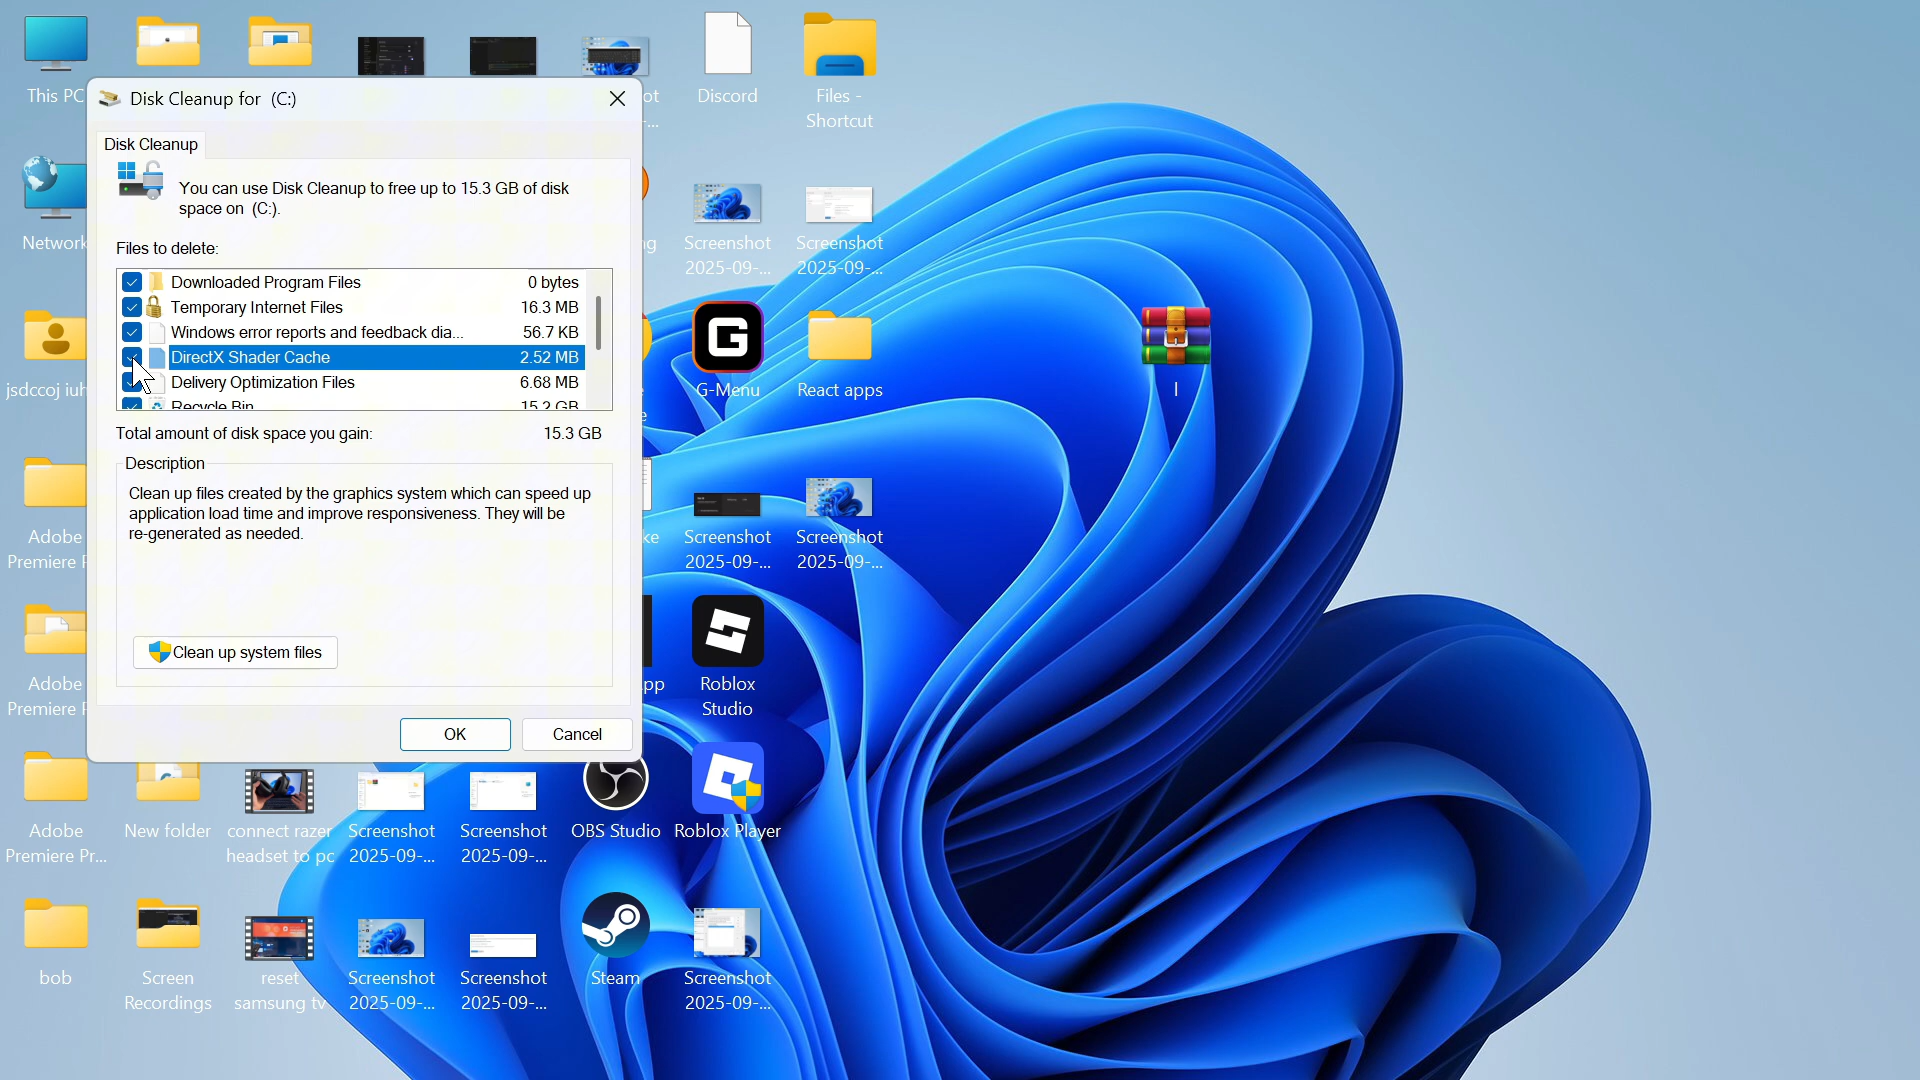 This PC
Discord
Files -
Shortcut
Disk Cleanup for  (C:)
Disk Cleanup
You can use Disk Cleanup to free up to 15.3 GB of disk
space on  (C:).
Files to delete:
Downloaded Program Files 0 bytes
Temporary Internet Files 16.3 MB
Windows error reports and feedback dia... 56.7 KB
DirectX Shader Cache 2.52 MB
Delivery Optimization Files 6.68 MB
Recycle Bin 15.2 GB
Total amount of disk space you gain: 15.3 GB
Description
Clean up files created by the graphics system which can speed up
application load time and improve responsiveness. They will be
re-generated as needed.
Clean up system files
OK
Cancel
Network
Screenshot
2025-09-...
Screenshot
2025-09-...
jsdccoj iuh
G-Menu
React apps
I
Adobe
Premiere P
Screenshot
2025-09-...
Screenshot
2025-09-...
Adobe
Premiere P
Roblox
Studio
Adobe
Premiere Pr...
New folder
connect razer
headset to pc
Screenshot
2025-09-...
Screenshot
2025-09-...
OBS Studio
Roblox Player
bob
Screen
Recordings
reset
samsung tv
Screenshot
2025-09-...
Screenshot
2025-09-...
Steam
Screenshot
2025-09-...